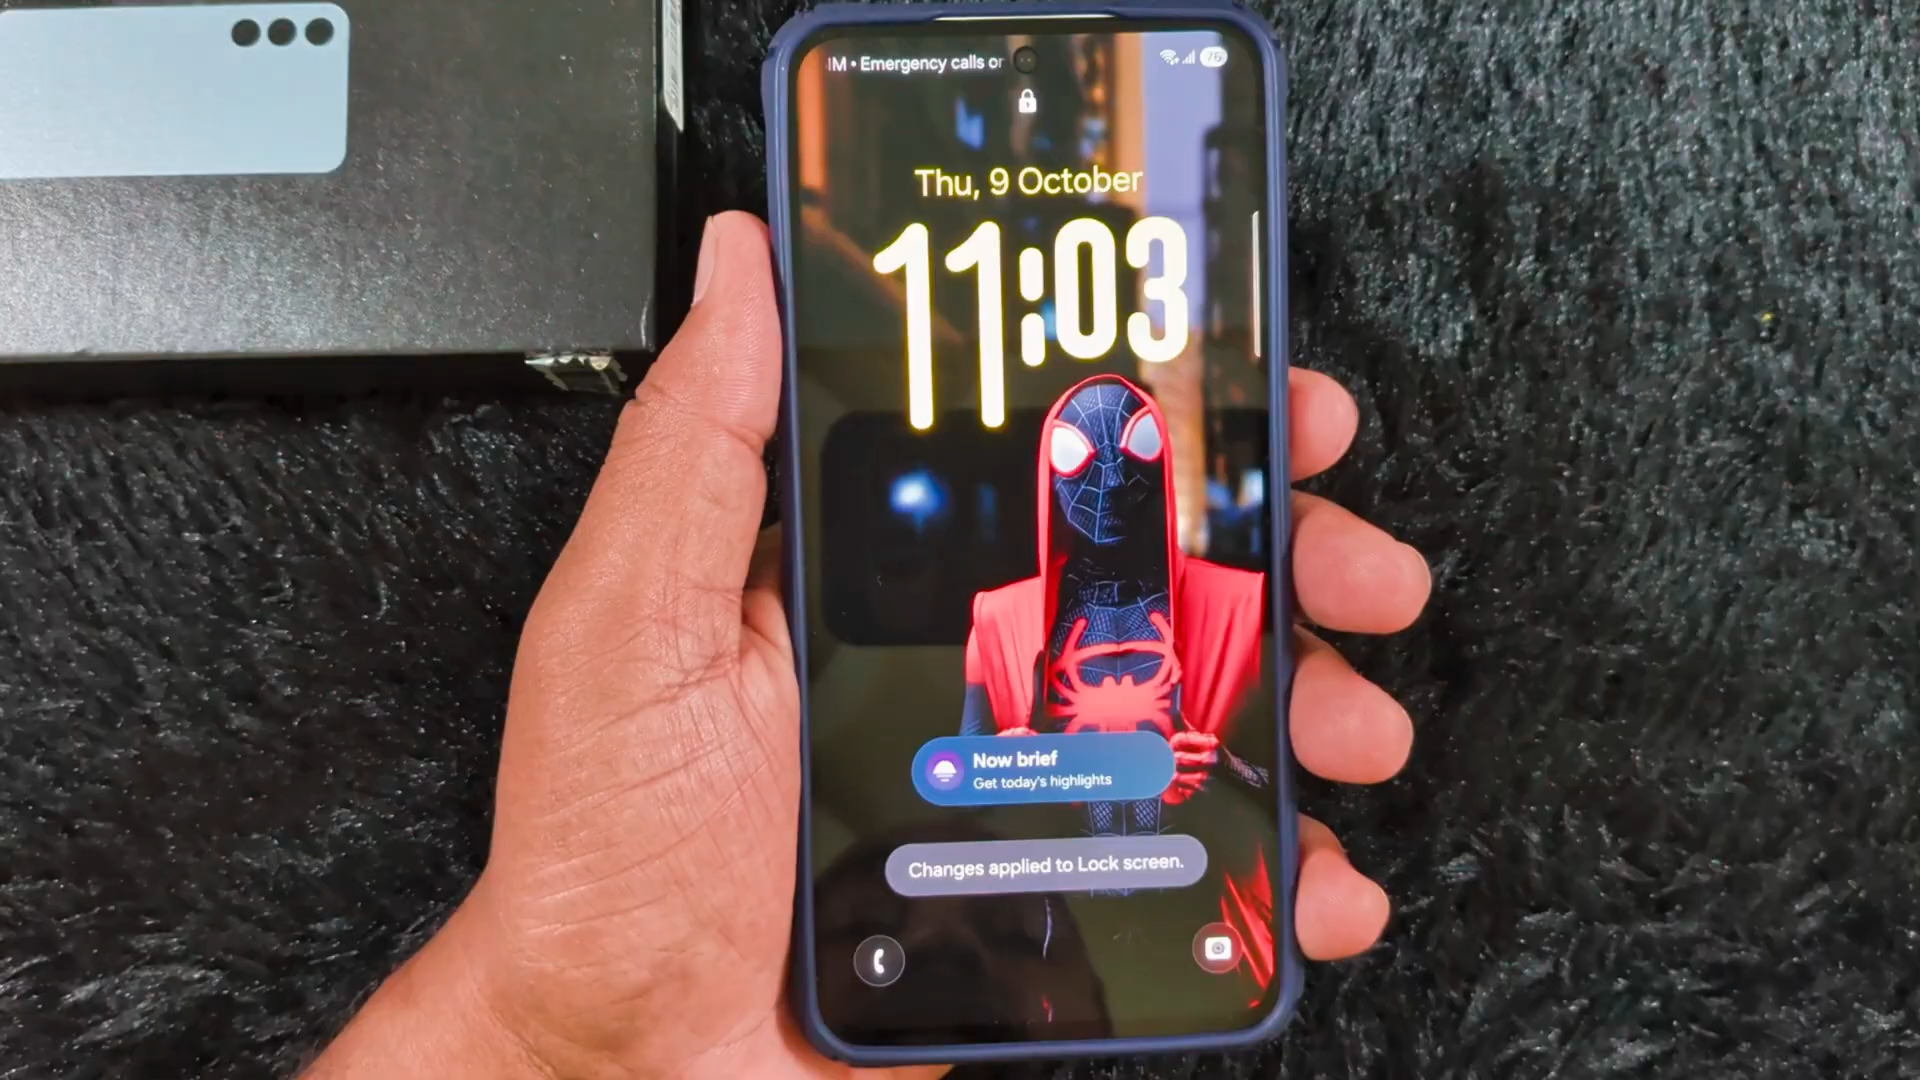 IM • Emergency calls or
76
Thu, 9 October
11:03
Now brief
Get today's highlights
Changes applied to Lock screen.